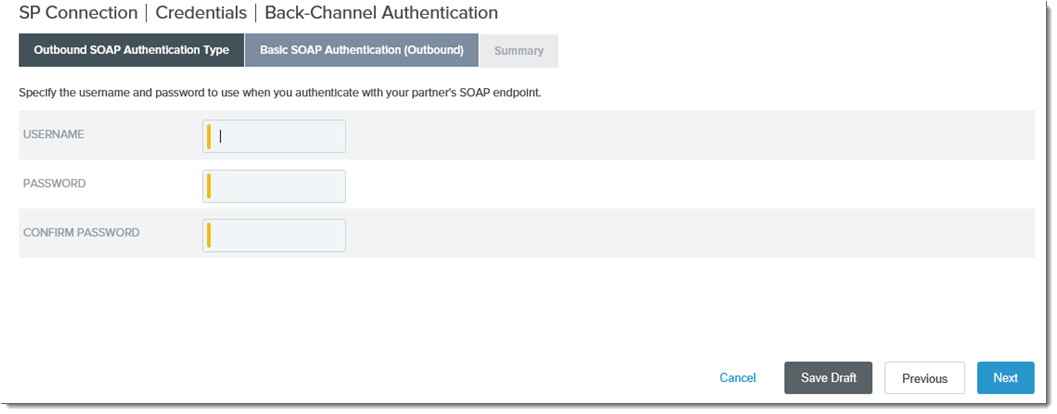 SP Connection | Credentials | Back-Channel Authentication
Outbound SOAP Authentication Type Basic SOAP Authentication (Outbound) Summary
Specify the username and password to use when you authenticate with your partner's SOAP endpoint.
USERNAME
PASSWORD
CONFIRM PASSWORD
Cancel Save Draft Previous Next